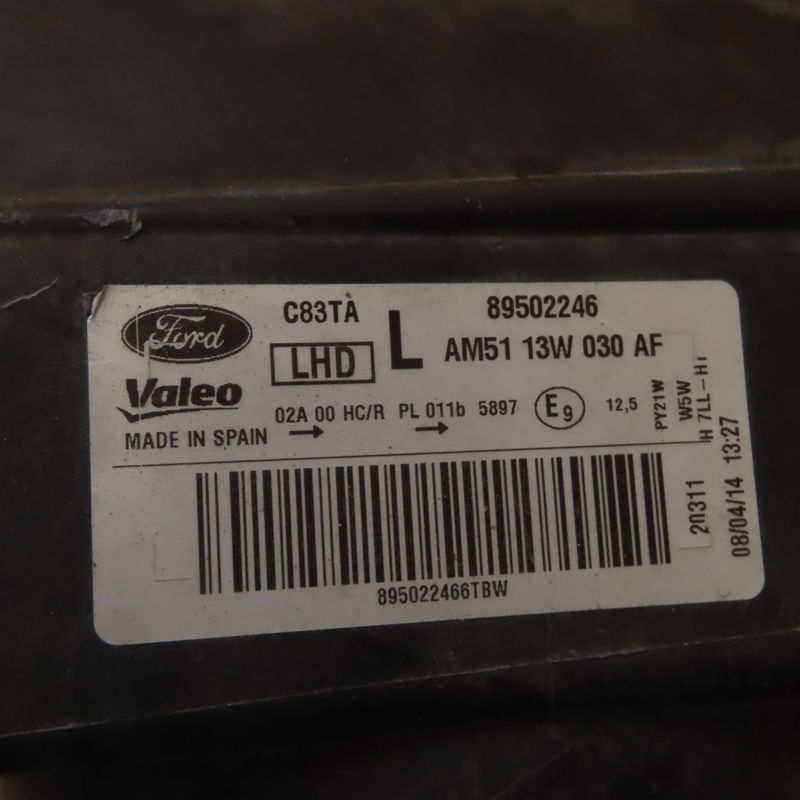 Ford
C83TA
89502246
LHD
L
AM51 13W 030 AF
Valeo
02A 00 HC/R PL 011b 5897 E9 12,5
MADE IN SPAIN
PY21W
W5W
H7LL-H1
20311
08/04/14 13:27
895022466TBW